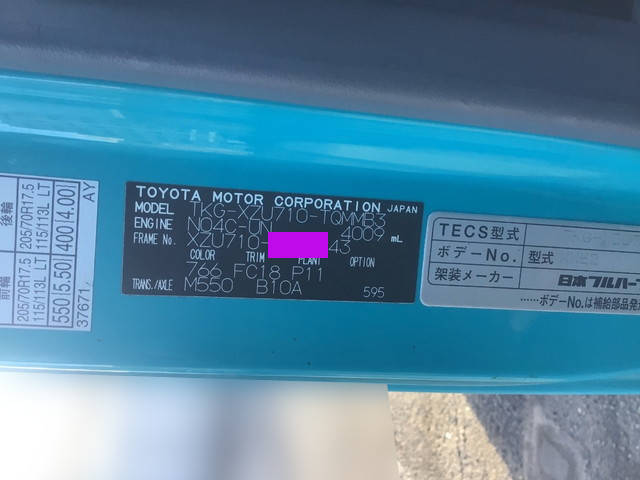 後輪
205/70R17.5
115/113L LT
400(4.00)
AY
前輪
205/70R17.5
115/113L LT
550(5.50)
37671
TOYOTA MOTOR CORPORATION JAPAN
MODEL TKG-XZU710-TQMMB3
ENGINE N04C-UN 4009 mL
FRAME No. XZU710- 43
COLOR TRIM PLANT OPTION
766 FC18 P11
TRANS./AXLE M550 B10A 595
TECS型式
ボデーNo. 型式
架装メーカー 日本フルハーフ
......ボデーNo.は補給部品発